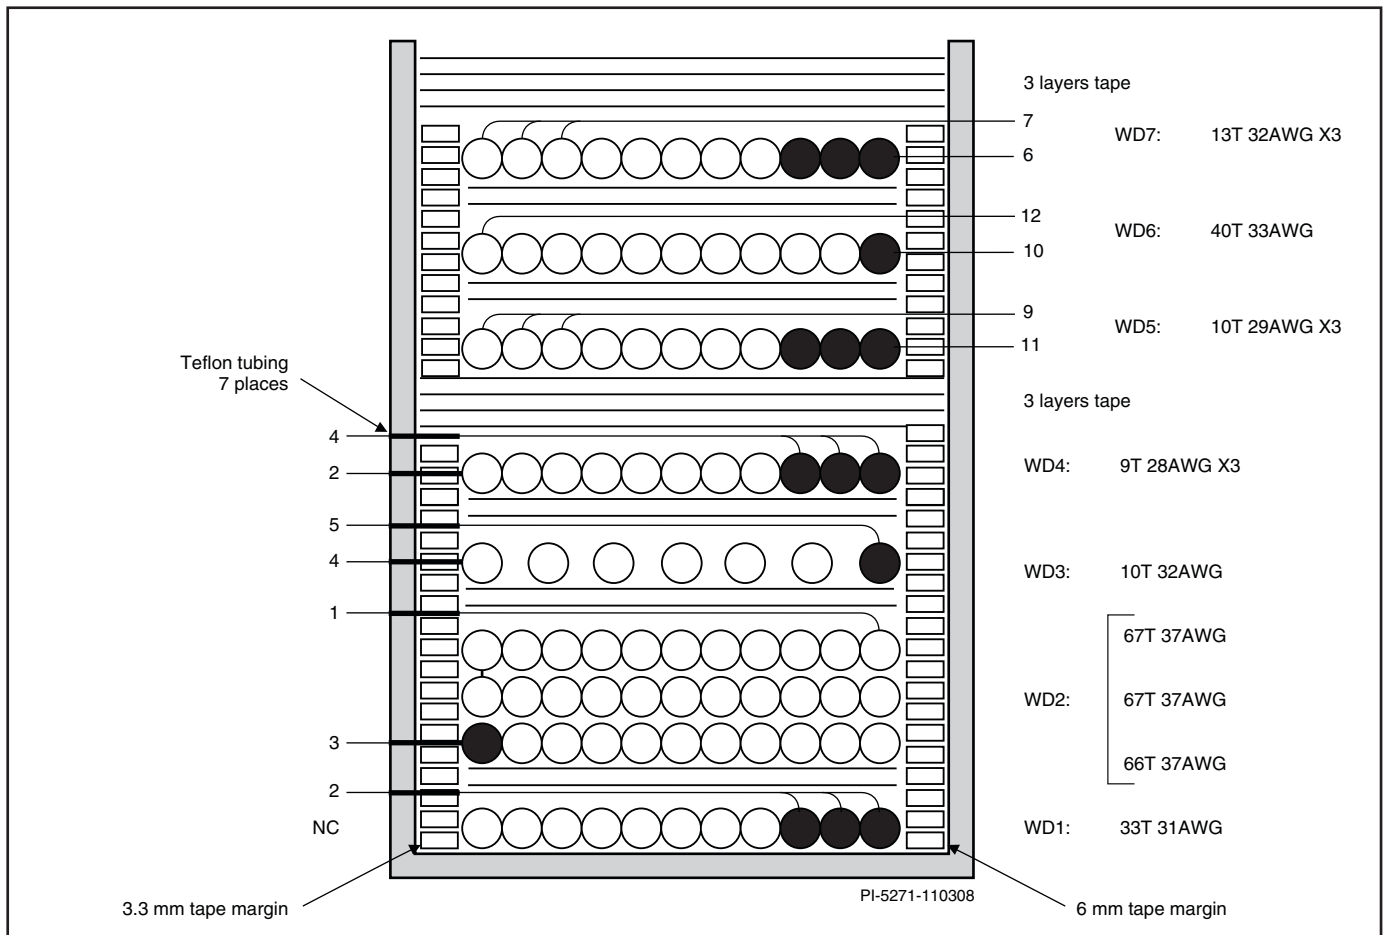 3 layers tape
7
WD7: 13T 32AWG X3
6
12
WD6: 40T 33AWG
10
9
WD5: 10T 29AWG X3
11
Teflon tubing
7 places
3 layers tape
4
2
WD4: 9T 28AWG X3
5
4
WD3: 10T 32AWG
1
67T 37AWG
WD2: 67T 37AWG
3
66T 37AWG
2
NC
WD1: 33T 31AWG
PI-5271-110308
3.3 mm tape margin
6 mm tape margin